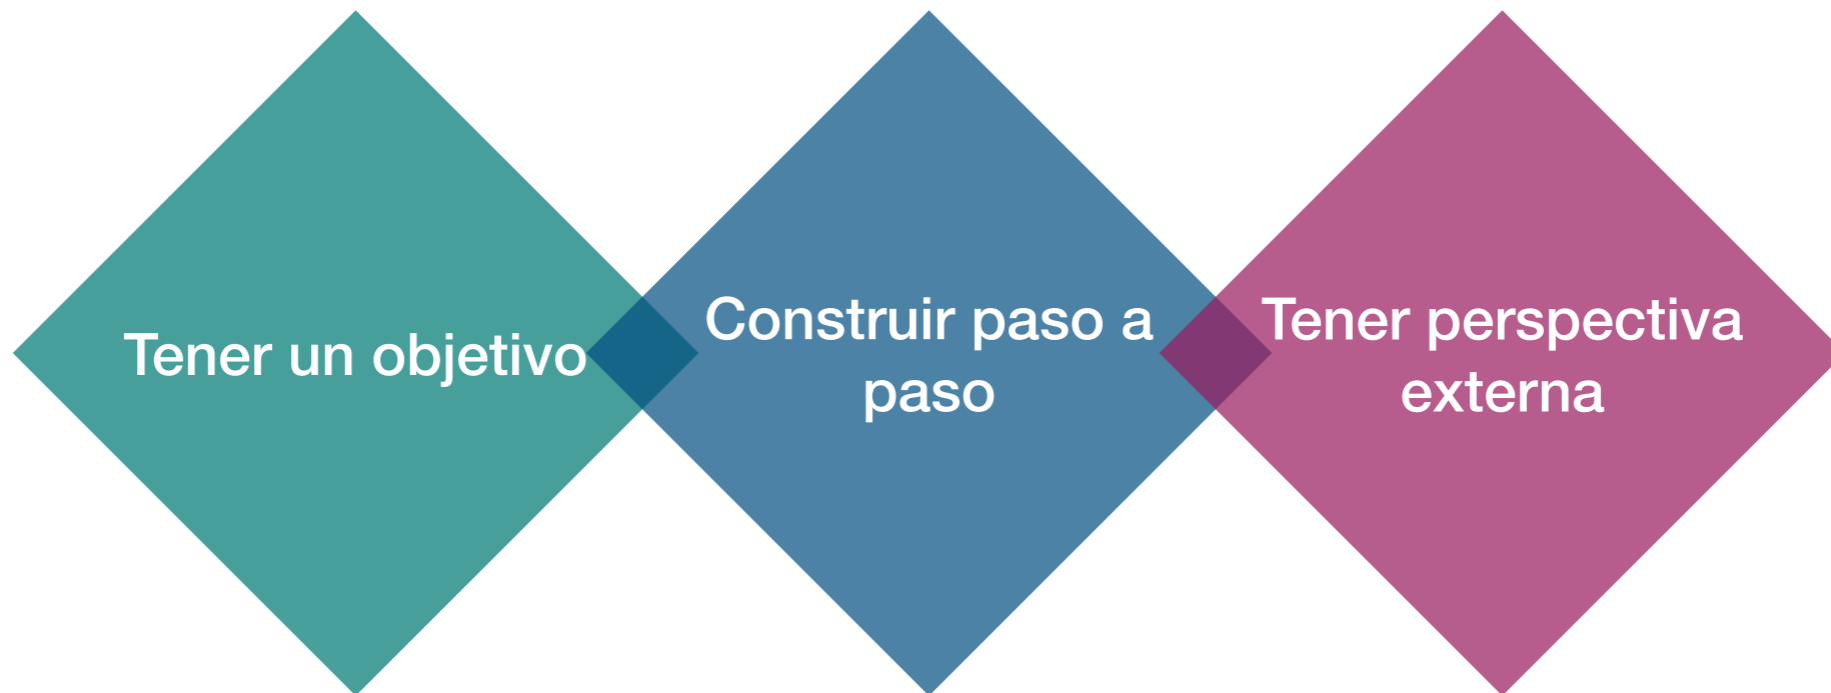 Tener un objetivo
Construir paso a
paso
Tener perspectiva
externa